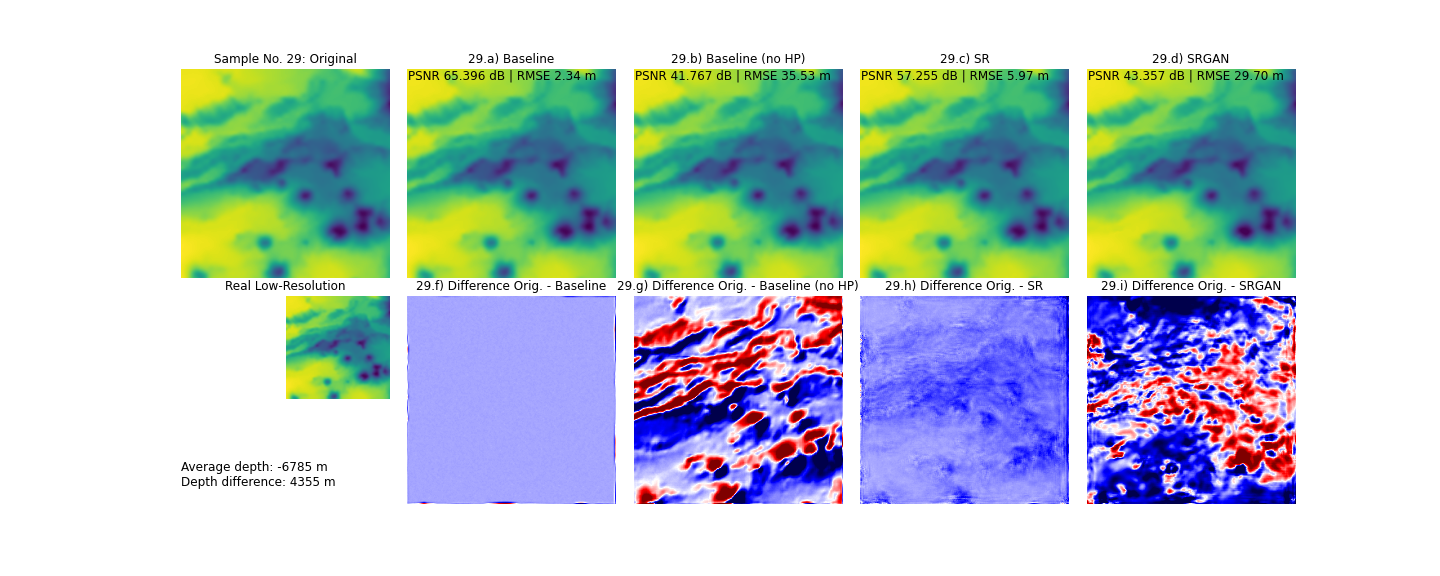 Sample No. 29: Original
29.a) Baseline
29.b) Baseline (no HP)
29.c) SR
29.d) SRGAN
PSNR 65.396 dB | RMSE 2.34 m
PSNR 41.767 dB | RMSE 35.53 m
PSNR 57.255 dB | RMSE 5.97 m
PSNR 43.357 dB | RMSE 29.70 m
Real Low-Resolution
29.f) Difference Orig. - Baseline
29.g) Difference Orig. - Baseline (no HP)
29.h) Difference Orig. - SR
29.i) Difference Orig. - SRGAN
Average depth: -6785 m
Depth difference: 4355 m